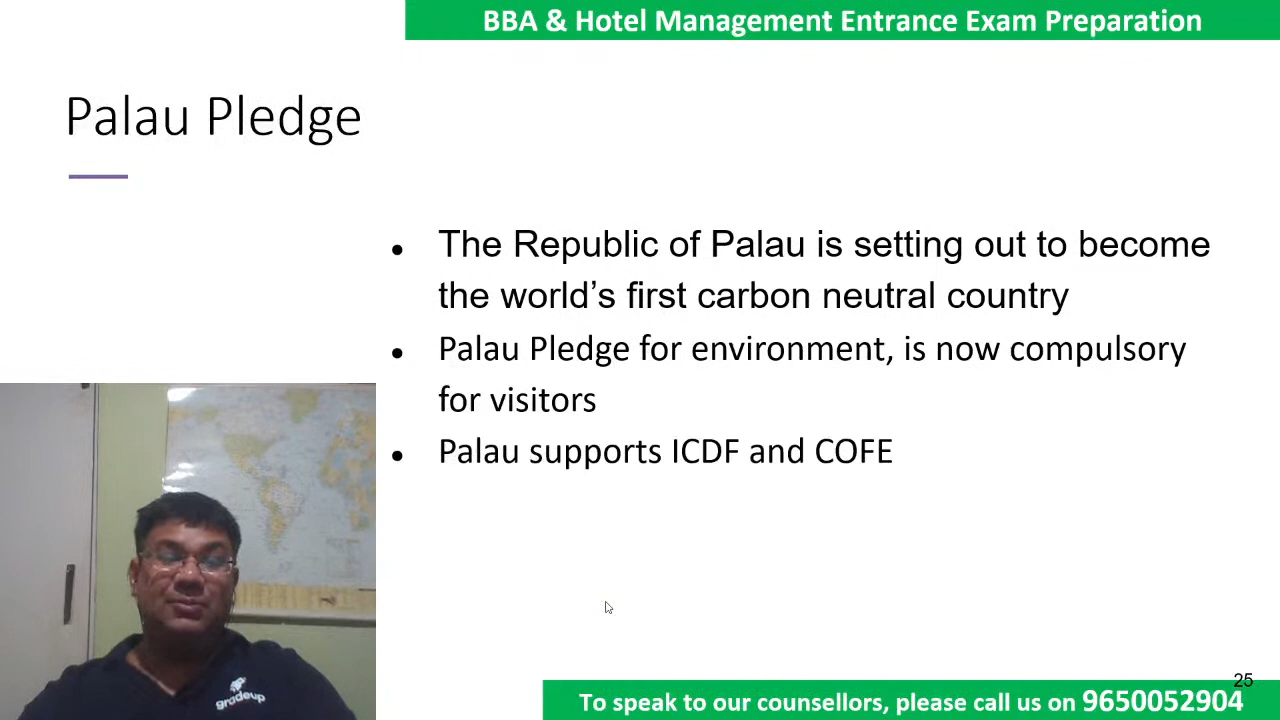 BBA & Hotel Management Entrance Exam Preparation
Palau Pledge
• The Republic of Palau is setting out to become
the world’s first carbon neutral country
• Palau Pledge for environment, is now compulsory
for visitors
• Palau supports ICDF and COFE
gradeup
25
To speak to our counsellors, please call us on 9650052904